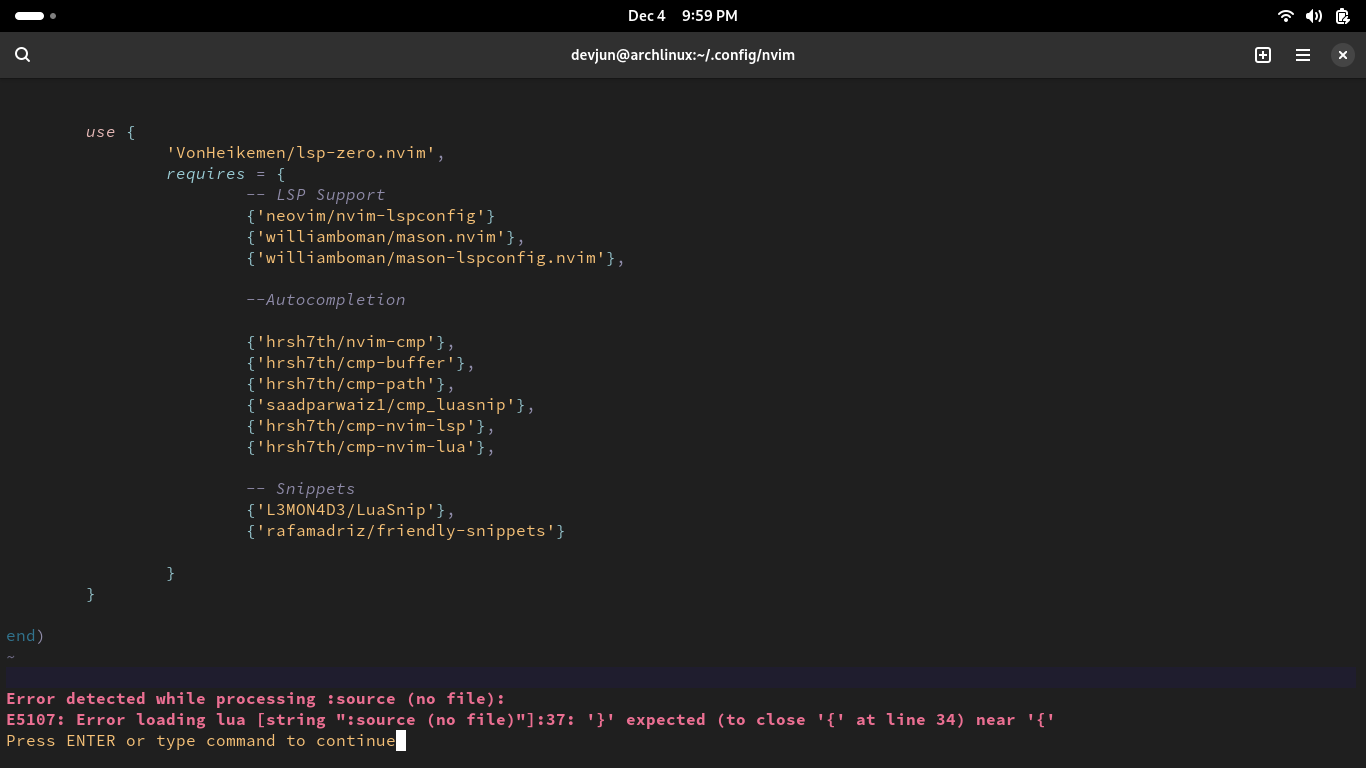 Dec 4 9:59 PM
devjun@archlinux:~/.config/nvim
use {
'VonHeikemen/lsp-zero.nvim',
requires = {
-- LSP Support
{'neovim/nvim-lspconfig'}
{'williamboman/mason.nvim'},
{'williamboman/mason-lspconfig.nvim'},
--Autocompletion
{'hrsh7th/nvim-cmp'},
{'hrsh7th/cmp-buffer'},
{'hrsh7th/cmp-path'},
{'saadparwaiz1/cmp_luasnip'},
{'hrsh7th/cmp-nvim-lsp'},
{'hrsh7th/cmp-nvim-lua'},
-- Snippets
{'L3MON4D3/LuaSnip'},
{'rafamadriz/friendly-snippets'}
}
}
end)
~
Error detected while processing :source (no file):
E5107: Error loading lua [string ":source (no file)"]:37: '}' expected (to close '{' at line 34) near '{'
Press ENTER or type command to continue